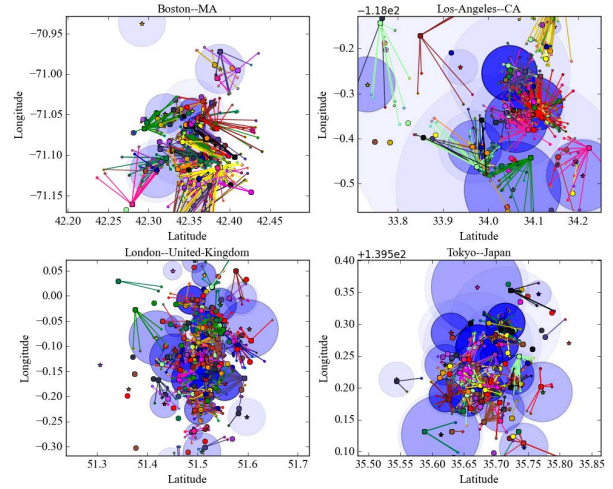 Boston--MA
−70.95
−71.00
−71.05
−71.10
−71.15
Longitude
42.20 42.25 42.30 42.35 42.40 42.45
Latitude
Los-Angeles--CA
−1.18e2
−0.2
−0.3
−0.4
−0.5
Longitude
33.8 33.9 34.0 34.1 34.2
Latitude
London--United-Kingdom
0.05
0.00
−0.05
−0.10
−0.15
−0.20
−0.25
−0.30
Longitude
51.3 51.4 51.5 51.6 51.7
Latitude
Tokyo--Japan
+1.395e2
0.40
0.35
0.30
0.25
0.20
0.15
0.10
Longitude
35.50 35.55 35.60 35.65 35.70 35.75 35.80 35.85
Latitude